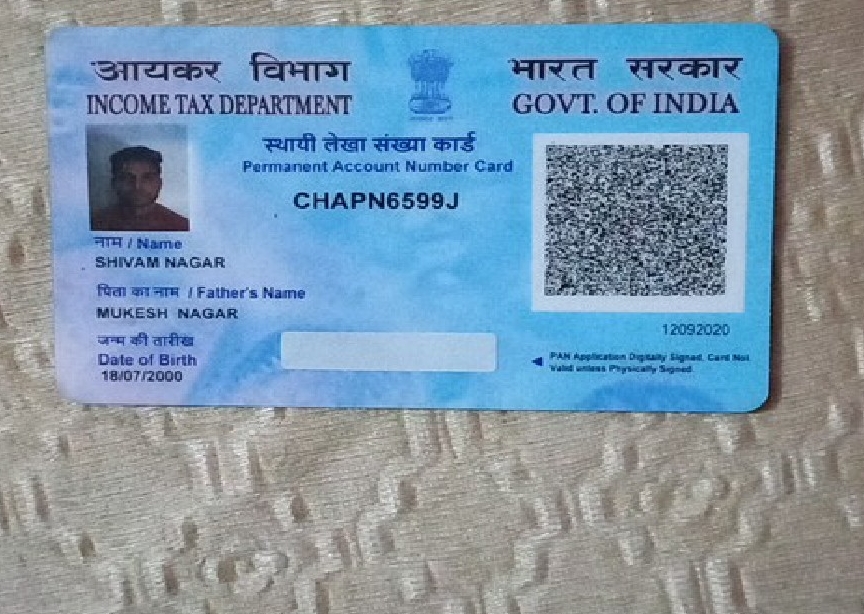 आयकर विभाग
INCOME TAX DEPARTMENT
भारत सरकार
GOVT. OF INDIA
स्थायी लेखा संख्या कार्ड
Permanent Account Number Card
CHAPN6599J
नाम / Name
SHIVAM NAGAR
पिता का नाम / Father's Name
MUKESH NAGAR
जन्म की तारीख
Date of Birth
18/07/2000
12092020
PAN Application Digitally Signed, Card Not
Valid unless Physically Signed